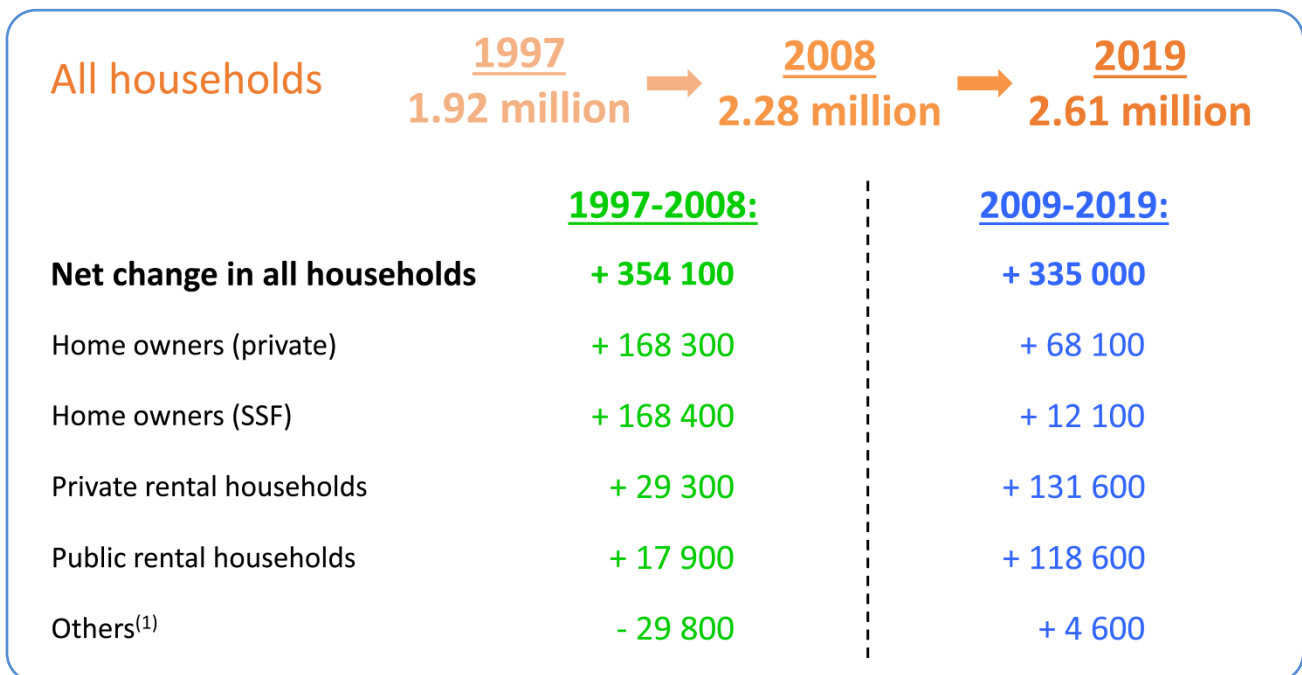 All households
1997
1.92 million
2008
2.28 million
2019
2.61 million
1997-2008:
2009-2019:
Net change in all households + 354 100 + 335 000
Home owners (private) + 168 300 + 68 100
Home owners (SSF) + 168 400 + 12 100
Private rental households + 29 300 + 131 600
Public rental households + 17 900 + 118 600
Others(1) - 29 800 + 4 600